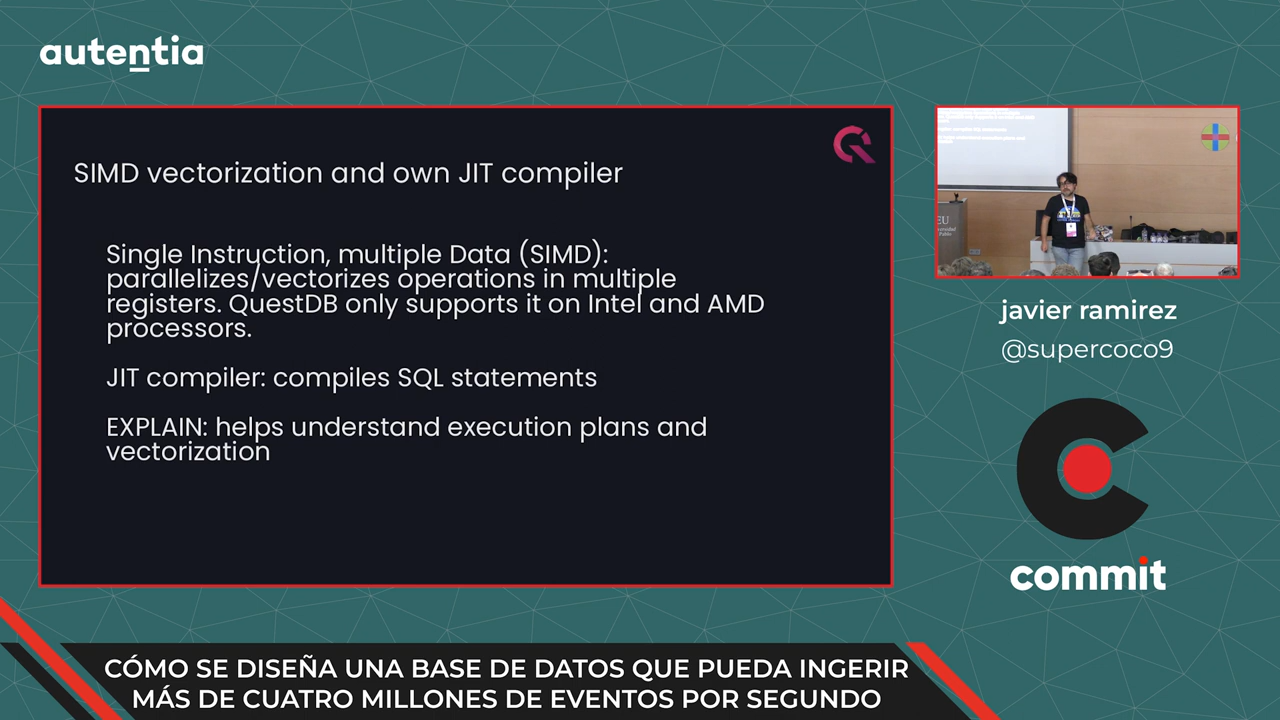 autentia
SIMD vectorization and own JIT compiler
Single Instruction, multiple Data (SIMD):
parallelizes/vectorizes operations in multiple
registers. QuestDB only supports it on Intel and AMD
processors.
JIT compiler: compiles SQL statements
EXPLAIN: helps understand execution plans and
vectorization
javier ramirez
@supercoco9
commit
CÓMO SE DISEÑA UNA BASE DE DATOS QUE PUEDA INGERIR
MÁS DE CUATRO MILLONES DE EVENTOS POR SEGUNDO